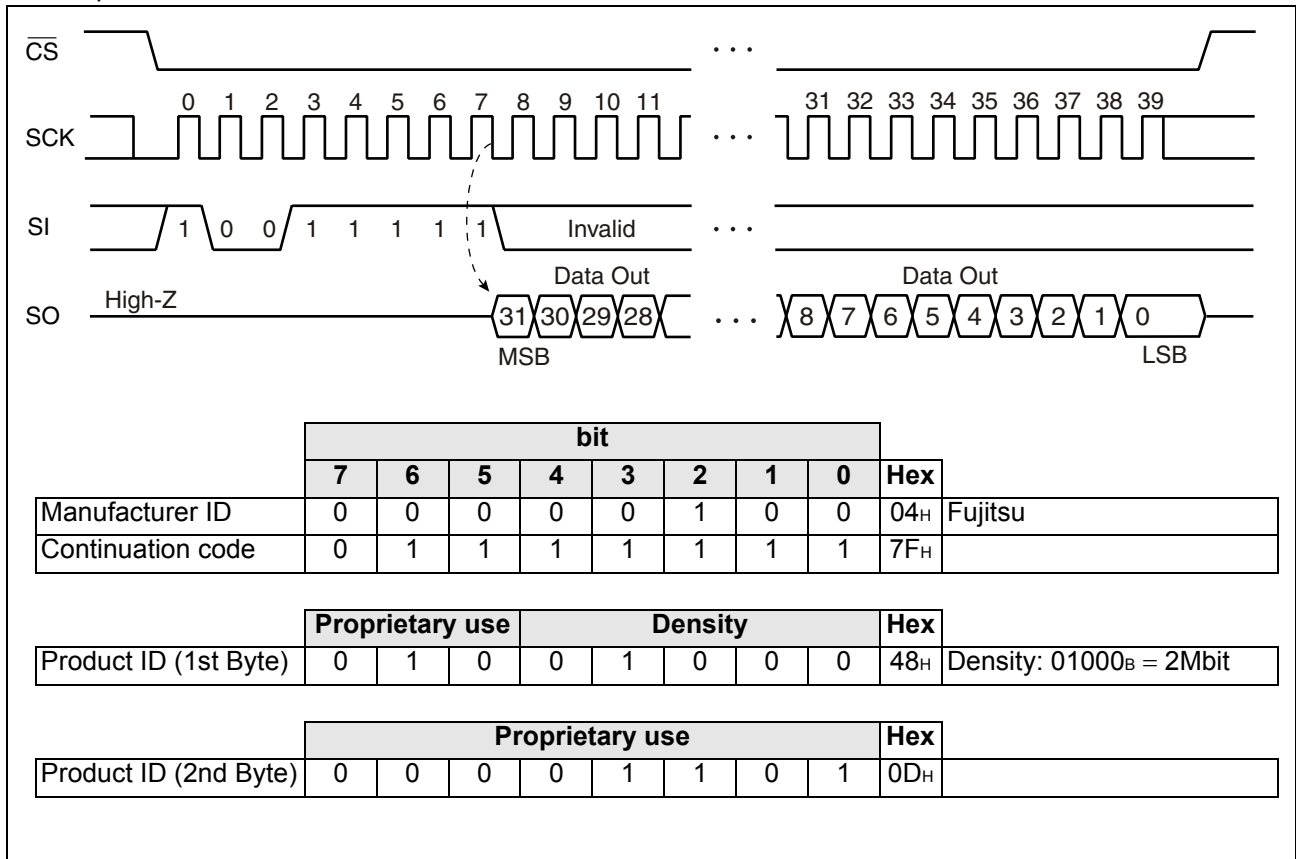 CS
SCK
SI
SO
0 1 2 3 4 5 6 7 8 9 10 11 31 32 33 34 35 36 37 38 39
1 0 0 1 1 1 1 1 Invalid
High-Z
Data Out Data Out
31 30 29 28 8 7 6 5 4 3 2 1 0
MSB LSB
bit
7 6 5 4 3 2 1 0 Hex
Manufacturer ID 0 0 0 0 0 1 0 0 04H Fujitsu
Continuation code 0 1 1 1 1 1 1 1 7FH
Proprietary use Density Hex
Product ID (1st Byte) 0 1 0 0 1 0 0 0 48H Density: 01000B = 2Mbit
Proprietary use Hex
Product ID (2nd Byte) 0 0 0 0 1 1 0 1 0DH